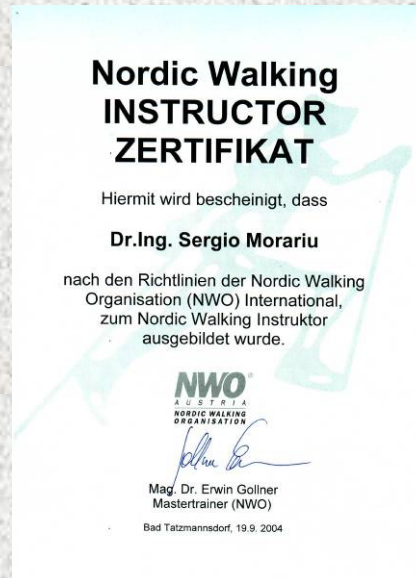 Nordic Walking
INSTRUCTOR
ZERTIFIKAT
Hiermit wird bescheinigt, dass
Dr.Ing. Sergio Morariu
nach den Richtlinien der Nordic Walking
Organisation (NWO) International,
zum Nordic Walking Instruktor
ausgebildet wurde.
NWO®
AUSTRIA
NORDIC WALKING
ORGANISATION
Mag. Dr. Erwin Gollner
Mastertrainer (NWO)
Bad Tatzmannsdorf, 19.9. 2004